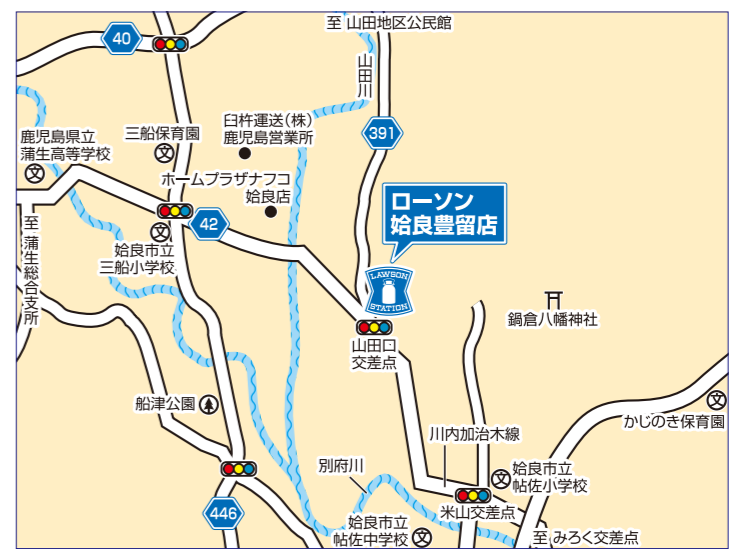 至 山田地区公民館
40
山田川
臼杵運送(株)
鹿児島営業所
391
鹿児島県立
蒲生高等学校
三船保育園
文
文
ホームプラザナフコ
姶良店
ローソン
姶良豊留店
42
至 蒲生総合支所
文
姶良市立
三船小学校
LAWSON
STATION
鍋倉八幡神社
山田口
交差点
船津公園
文
かじのき保育園
川内加治木線
別府川
文
姶良市立
帖佐小学校
446
米山交差点
姶良市立
帖佐中学校
文
至 みろく交差点